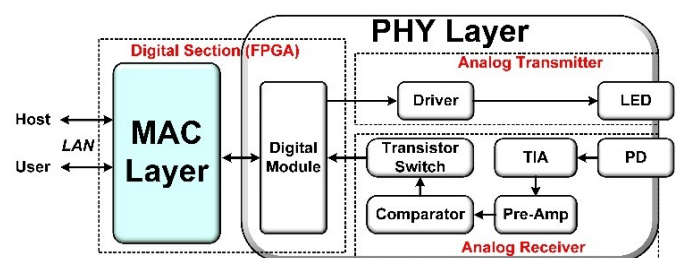 PHY Layer
Digital Section (FPGA)
Analog Transmitter
Host
LAN
User
MAC
Layer
Digital
Module
Driver
LED
Transistor
Switch
TIA
PD
Comparator
Pre-Amp
Analog Receiver